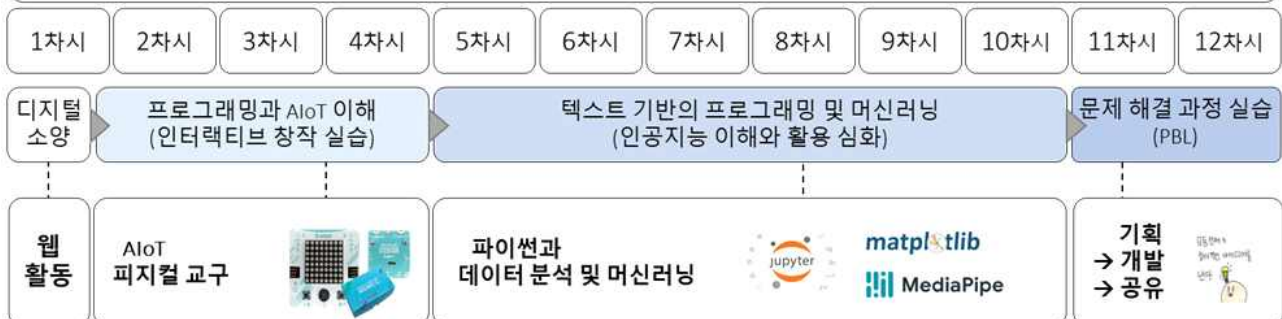 1차시 2차시 3차시 4차시 5차시 6차시 7차시 8차시 9차시 10차시 11차시 12차시
디지털
소양
프로그래밍과 AIoT 이해
(인터랙티브 창작 실습)
텍스트 기반의 프로그래밍 및 머신러닝
(인공지능 이해와 활용 심화)
문제 해결 과정 실습
(PBL)
웹
활동
AIoT
피지컬 교구
파이썬과
데이터 분석 및 머신러닝
jupyter
matplotlib
MediaPipe
기획
→ 개발
→ 공유